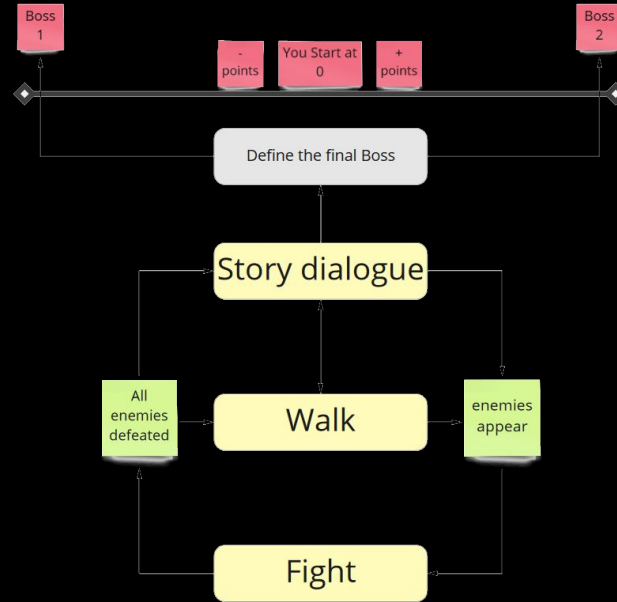 Boss
1
Boss
2
-
points
You Start at
0
+
points
Define the final Boss
Story dialogue
All
enemies
defeated
Walk
enemies
appear
Fight